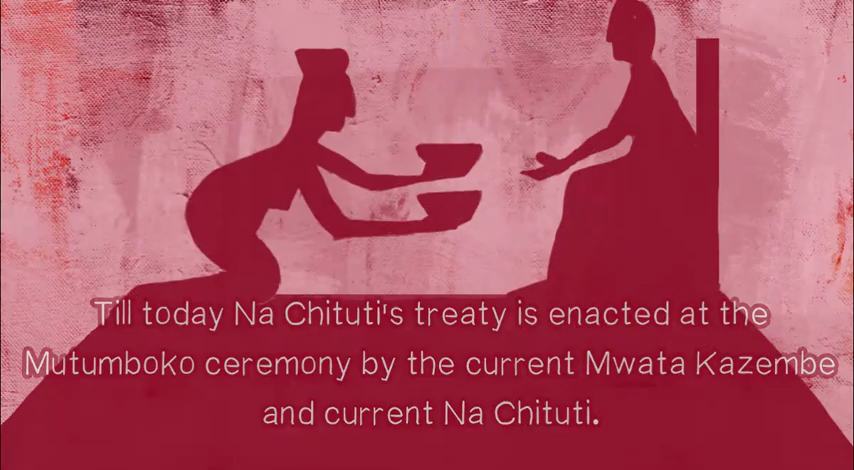 Till today Na Chituti's treaty is enacted at the
Mutumboko ceremony by the current Mwata Kazembe
and current Na Chituti.